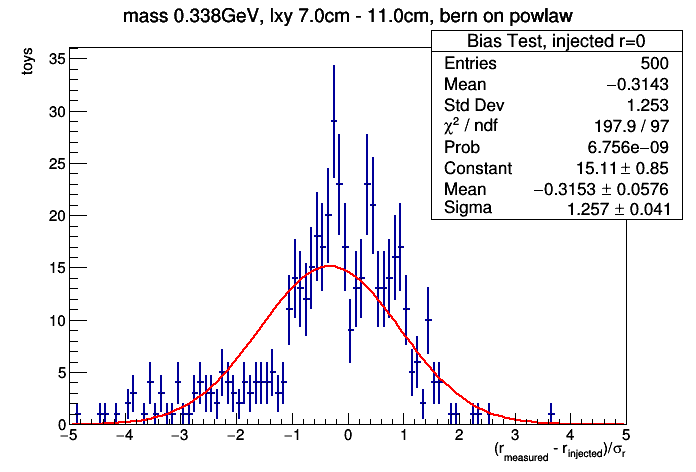 mass 0.338GeV, lxy 7.0cm - 11.0cm, bern on powlaw
Bias Test, injected r=0
Entries 500
Mean −0.3143
Std Dev 1.253
χ² / ndf 197.9 / 97
Prob 6.756e−09
Constant 15.11 ± 0.85
Mean −0.3153 ± 0.0576
Sigma 1.257 ± 0.041
toys
35
30
25
20
15
10
5
0
−5 −4 −3 −2 −1 0 1 2 3 4 5
(r_measured - r_injected)/σ_r